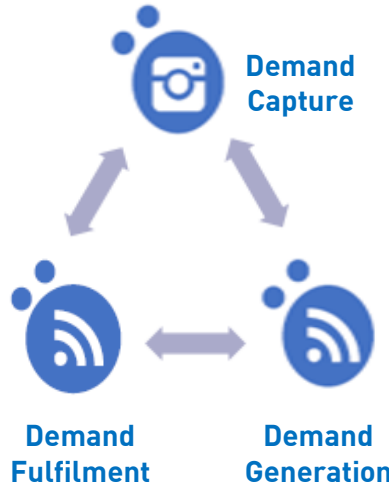 Demand
Capture
Demand
Fulfilment
Demand
Generation